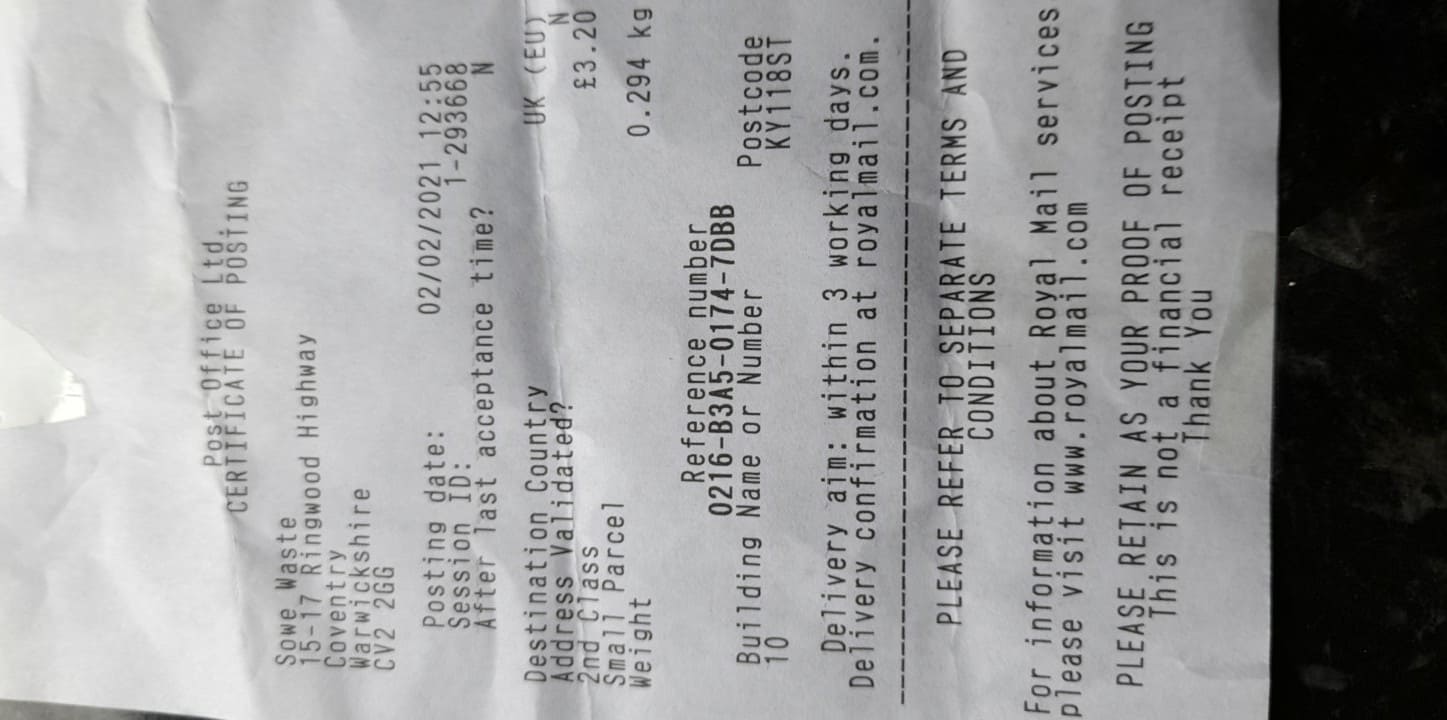 Post Office Ltd.
CERTIFICATE OF POSTING
Sowe Waste
15-17 Ringwood Highway
Coventry
Warwickshire
CV2 2GG
Posting date: 02/02/2021 12:55
Session ID: 1-293668
After last acceptance time? N
Destination Country UK (EU)
Address Validated? N
2nd Class £3.20
Small Parcel
Weight 0.294 kg
Reference number
0216-B3A5-0174-7DBB
Building Name or Number Postcode
10 KY118ST
Delivery aim: within 3 working days.
Delivery confirmation at royalmail.com.
PLEASE REFER TO SEPARATE TERMS AND
CONDITIONS
For information about Royal Mail services
please visit www.royalmail.com
PLEASE RETAIN AS YOUR PROOF OF POSTING
This is not a financial receipt
Thank You